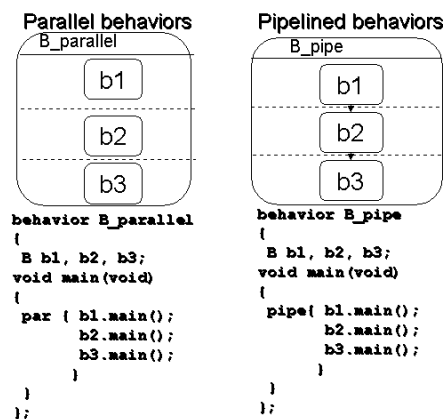 Parallel behaviors
B_parallel
b1
b2
b3
behavior B_parallel
{
B b1, b2, b3;
void main(void)
{
par { b1.main();
b2.main();
b3.main();
}
}
};
Pipelined behaviors
B_pipe
b1
b2
b3
behavior B_pipe
{
B b1, b2, b3;
void main(void)
{
pipe{ b1.main();
b2.main();
b3.main();
}
}
};